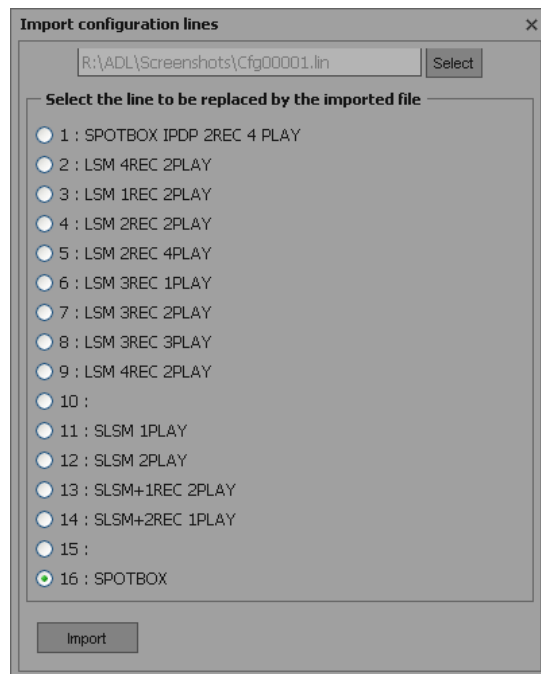 Import configuration lines
R:\ADL\Screenshots\Cfg00001.lin Select
Select the line to be replaced by the imported file
1 : SPOTBOX IPDP 2REC 4 PLAY
2 : LSM 4REC 2PLAY
3 : LSM 1REC 2PLAY
4 : LSM 2REC 2PLAY
5 : LSM 2REC 4PLAY
6 : LSM 3REC 1PLAY
7 : LSM 3REC 2PLAY
8 : LSM 3REC 3PLAY
9 : LSM 4REC 2PLAY
10 :
11 : SLSM 1PLAY
12 : SLSM 2PLAY
13 : SLSM+1REC 2PLAY
14 : SLSM+2REC 1PLAY
15 :
16 : SPOTBOX
Import